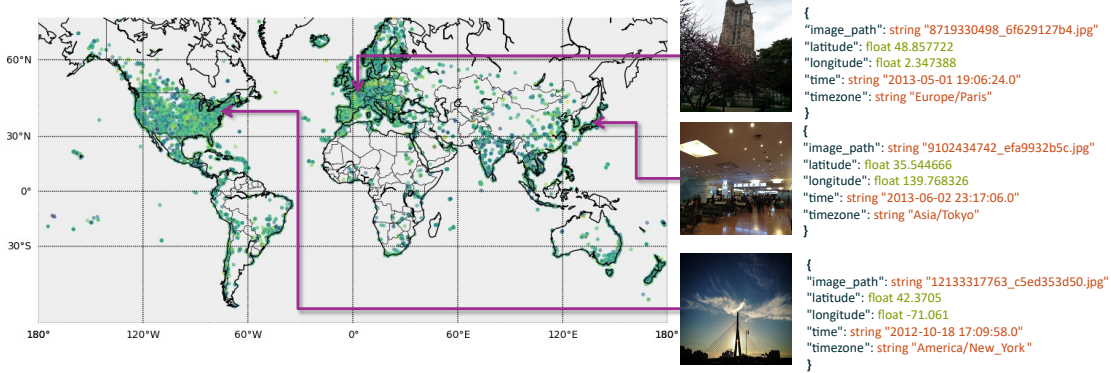 60°N
30°N
0°
30°S
180°
120°W
60°W
0°
60°E
120°E
180°
{
"image_path": string "8719330498_6f629127b4.jpg"
"latitude": float 48.857722
"longitude": float 2.347388
"time": string "2013-05-01 19:06:24.0"
"timezone": string "Europe/Paris"
}
{
"image_path": string "9102434742_efa9932b5c.jpg"
"latitude": float 35.544666
"longitude": float 139.768326
"time": string "2013-06-02 23:17:06.0"
"timezone": string "Asia/Tokyo"
}
{
"image_path": string "12133317763_c5ed353d50.jpg"
"latitude": float 42.3705
"longitude": float -71.061
"time": string "2012-10-18 17:09:58.0"
"timezone": string "America/New_York"
}